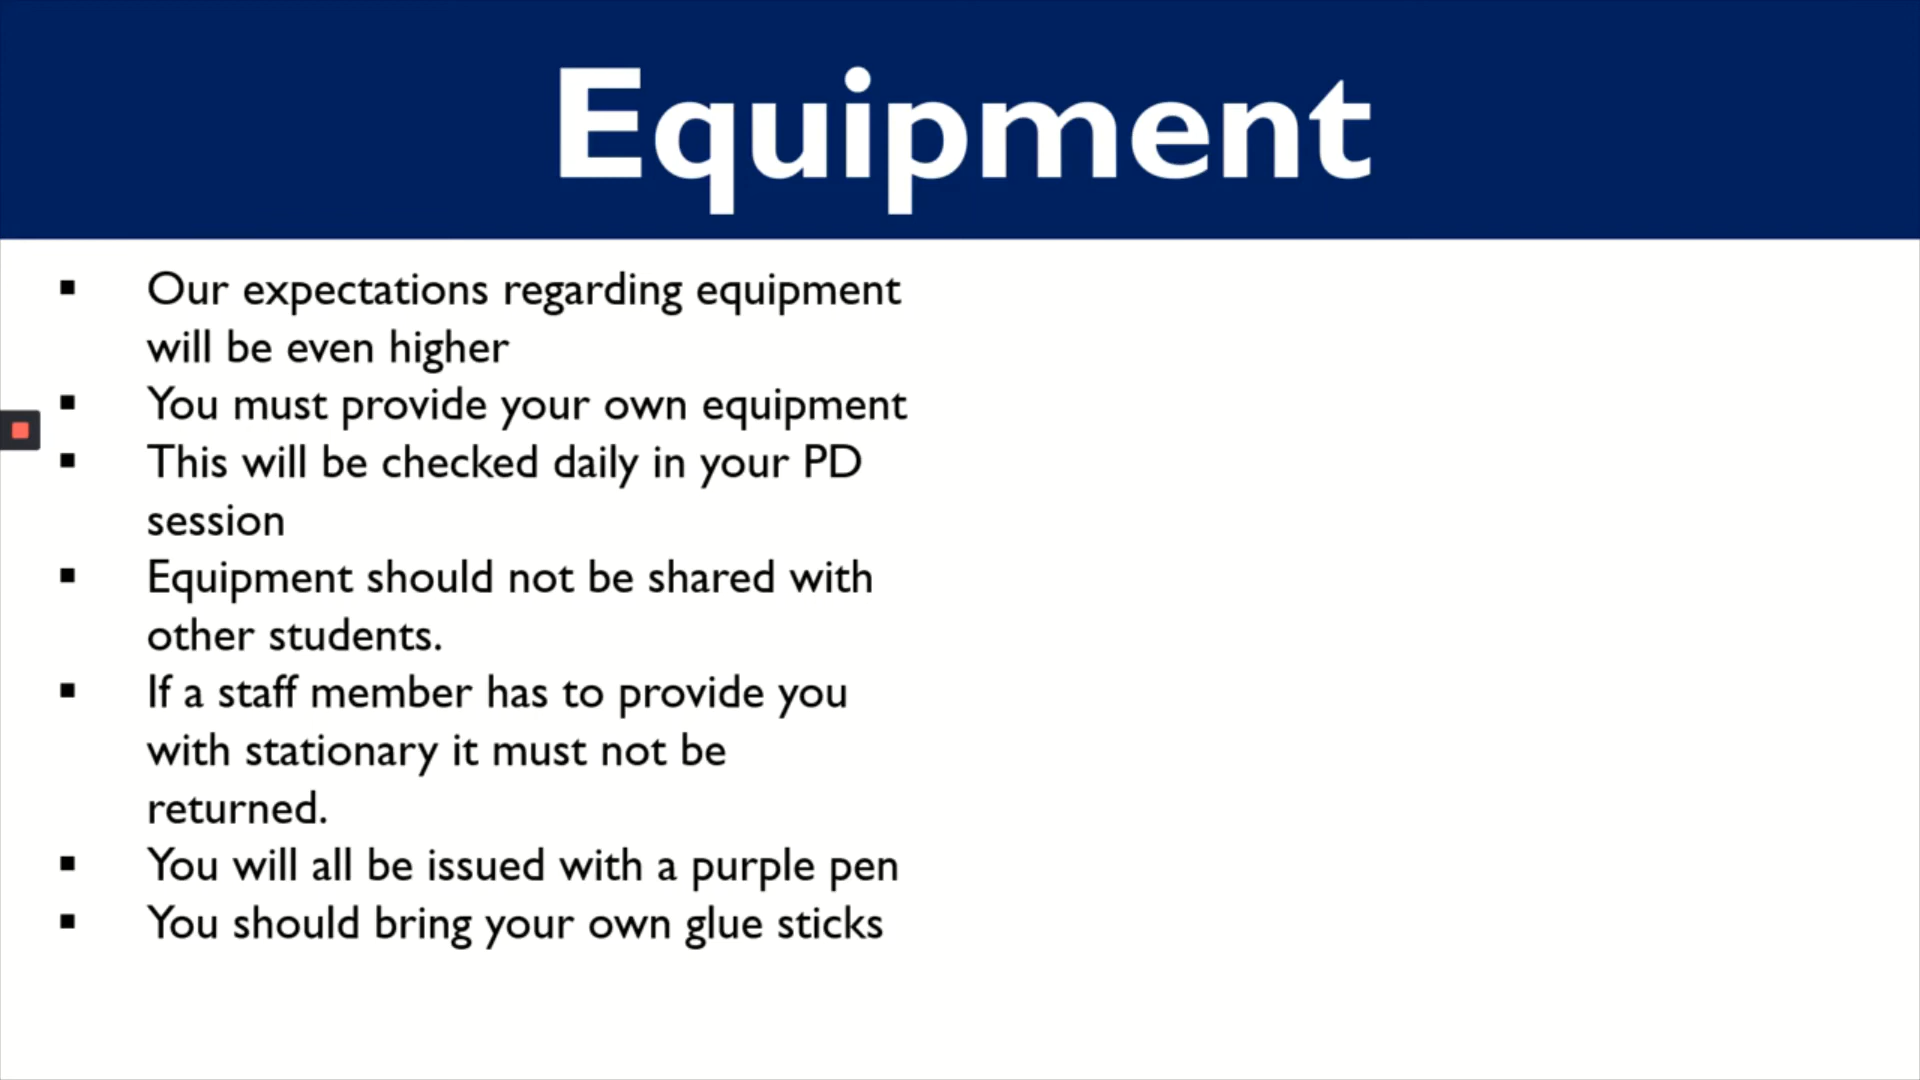 Equipment
▪ Our expectations regarding equipment
will be even higher
▪ You must provide your own equipment
▪ This will be checked daily in your PD
session
▪ Equipment should not be shared with
other students.
▪ If a staff member has to provide you
with stationary it must not be
returned.
▪ You will all be issued with a purple pen
▪ You should bring your own glue sticks